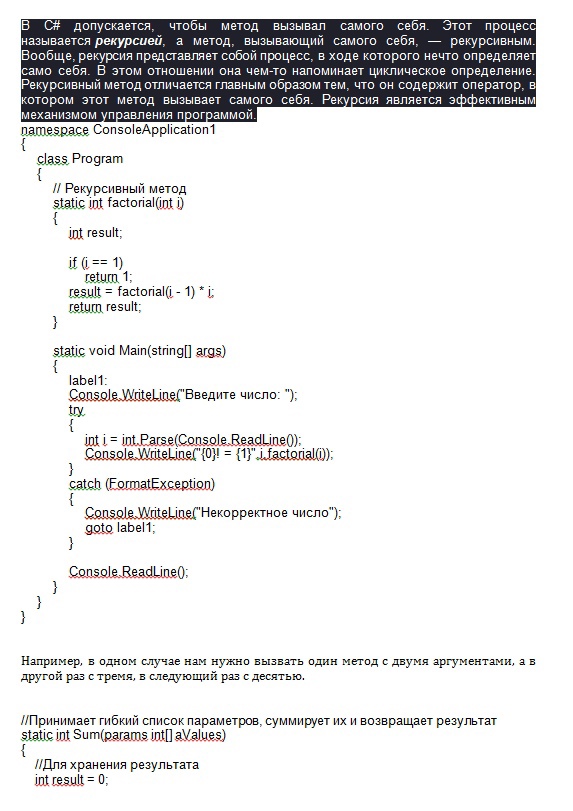 В C# допускается, чтобы метод вызывал самого себя. Этот процесс
называется рекурсией, а метод, вызывающий самого себя, — рекурсивным.
Вообще, рекурсия представляет собой процесс, в ходе которого нечто определяет
само себя. В этом отношении она чем-то напоминает циклическое определение.
Рекурсивный метод отличается главным образом тем, что он содержит оператор, в
котором этот метод вызывает самого себя. Рекурсия является эффективным
механизмом управления программой.
namespace ConsoleApplication1
{
class Program
{
// Рекурсивный метод
static int factorial(int i)
{
int result;
if (i == 1)
return 1;
result = factorial(i - 1) * i;
return result;
}
static void Main(string[] args)
{
label1:
Console.WriteLine("Введите число: ");
try
{
int i = int.Parse(Console.ReadLine());
Console.WriteLine("{0}! = {1}",i,factorial(i));
}
catch (FormatException)
{
Console.WriteLine("Некорректное число");
goto label1;
}
Console.ReadLine();
}
}
}
Например, в одном случае нам нужно вызвать один метод с двумя аргументами, а в
другой раз с тремя, в следующий раз с десятью.
//Принимает гибкий список параметров, суммирует их и возвращает результат
static int Sum(params int[] aValues)
{
//Для хранения результата
int result = 0;